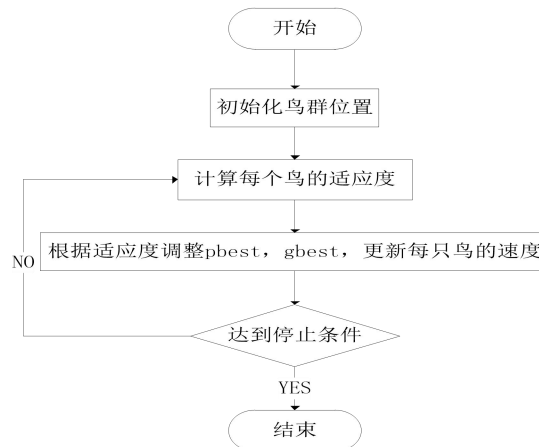 开始
初始化鸟群位置
计算每个鸟的适应度
根据适应度调整pbest，gbest，更新每只鸟的速度
NO
达到停止条件
YES
结束